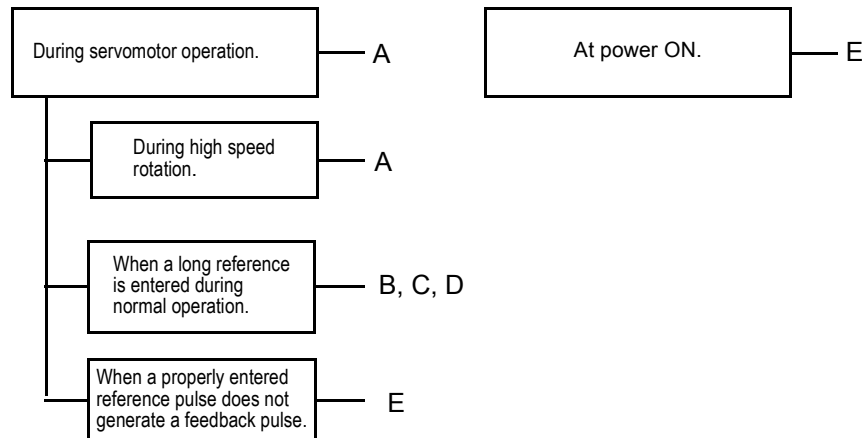 During servomotor operation.
A
At power ON.
E
During high speed
rotation.
A
When a long reference
is entered during
normal operation.
B, C, D
When a properly entered
reference pulse does not
generate a feedback pulse.
E